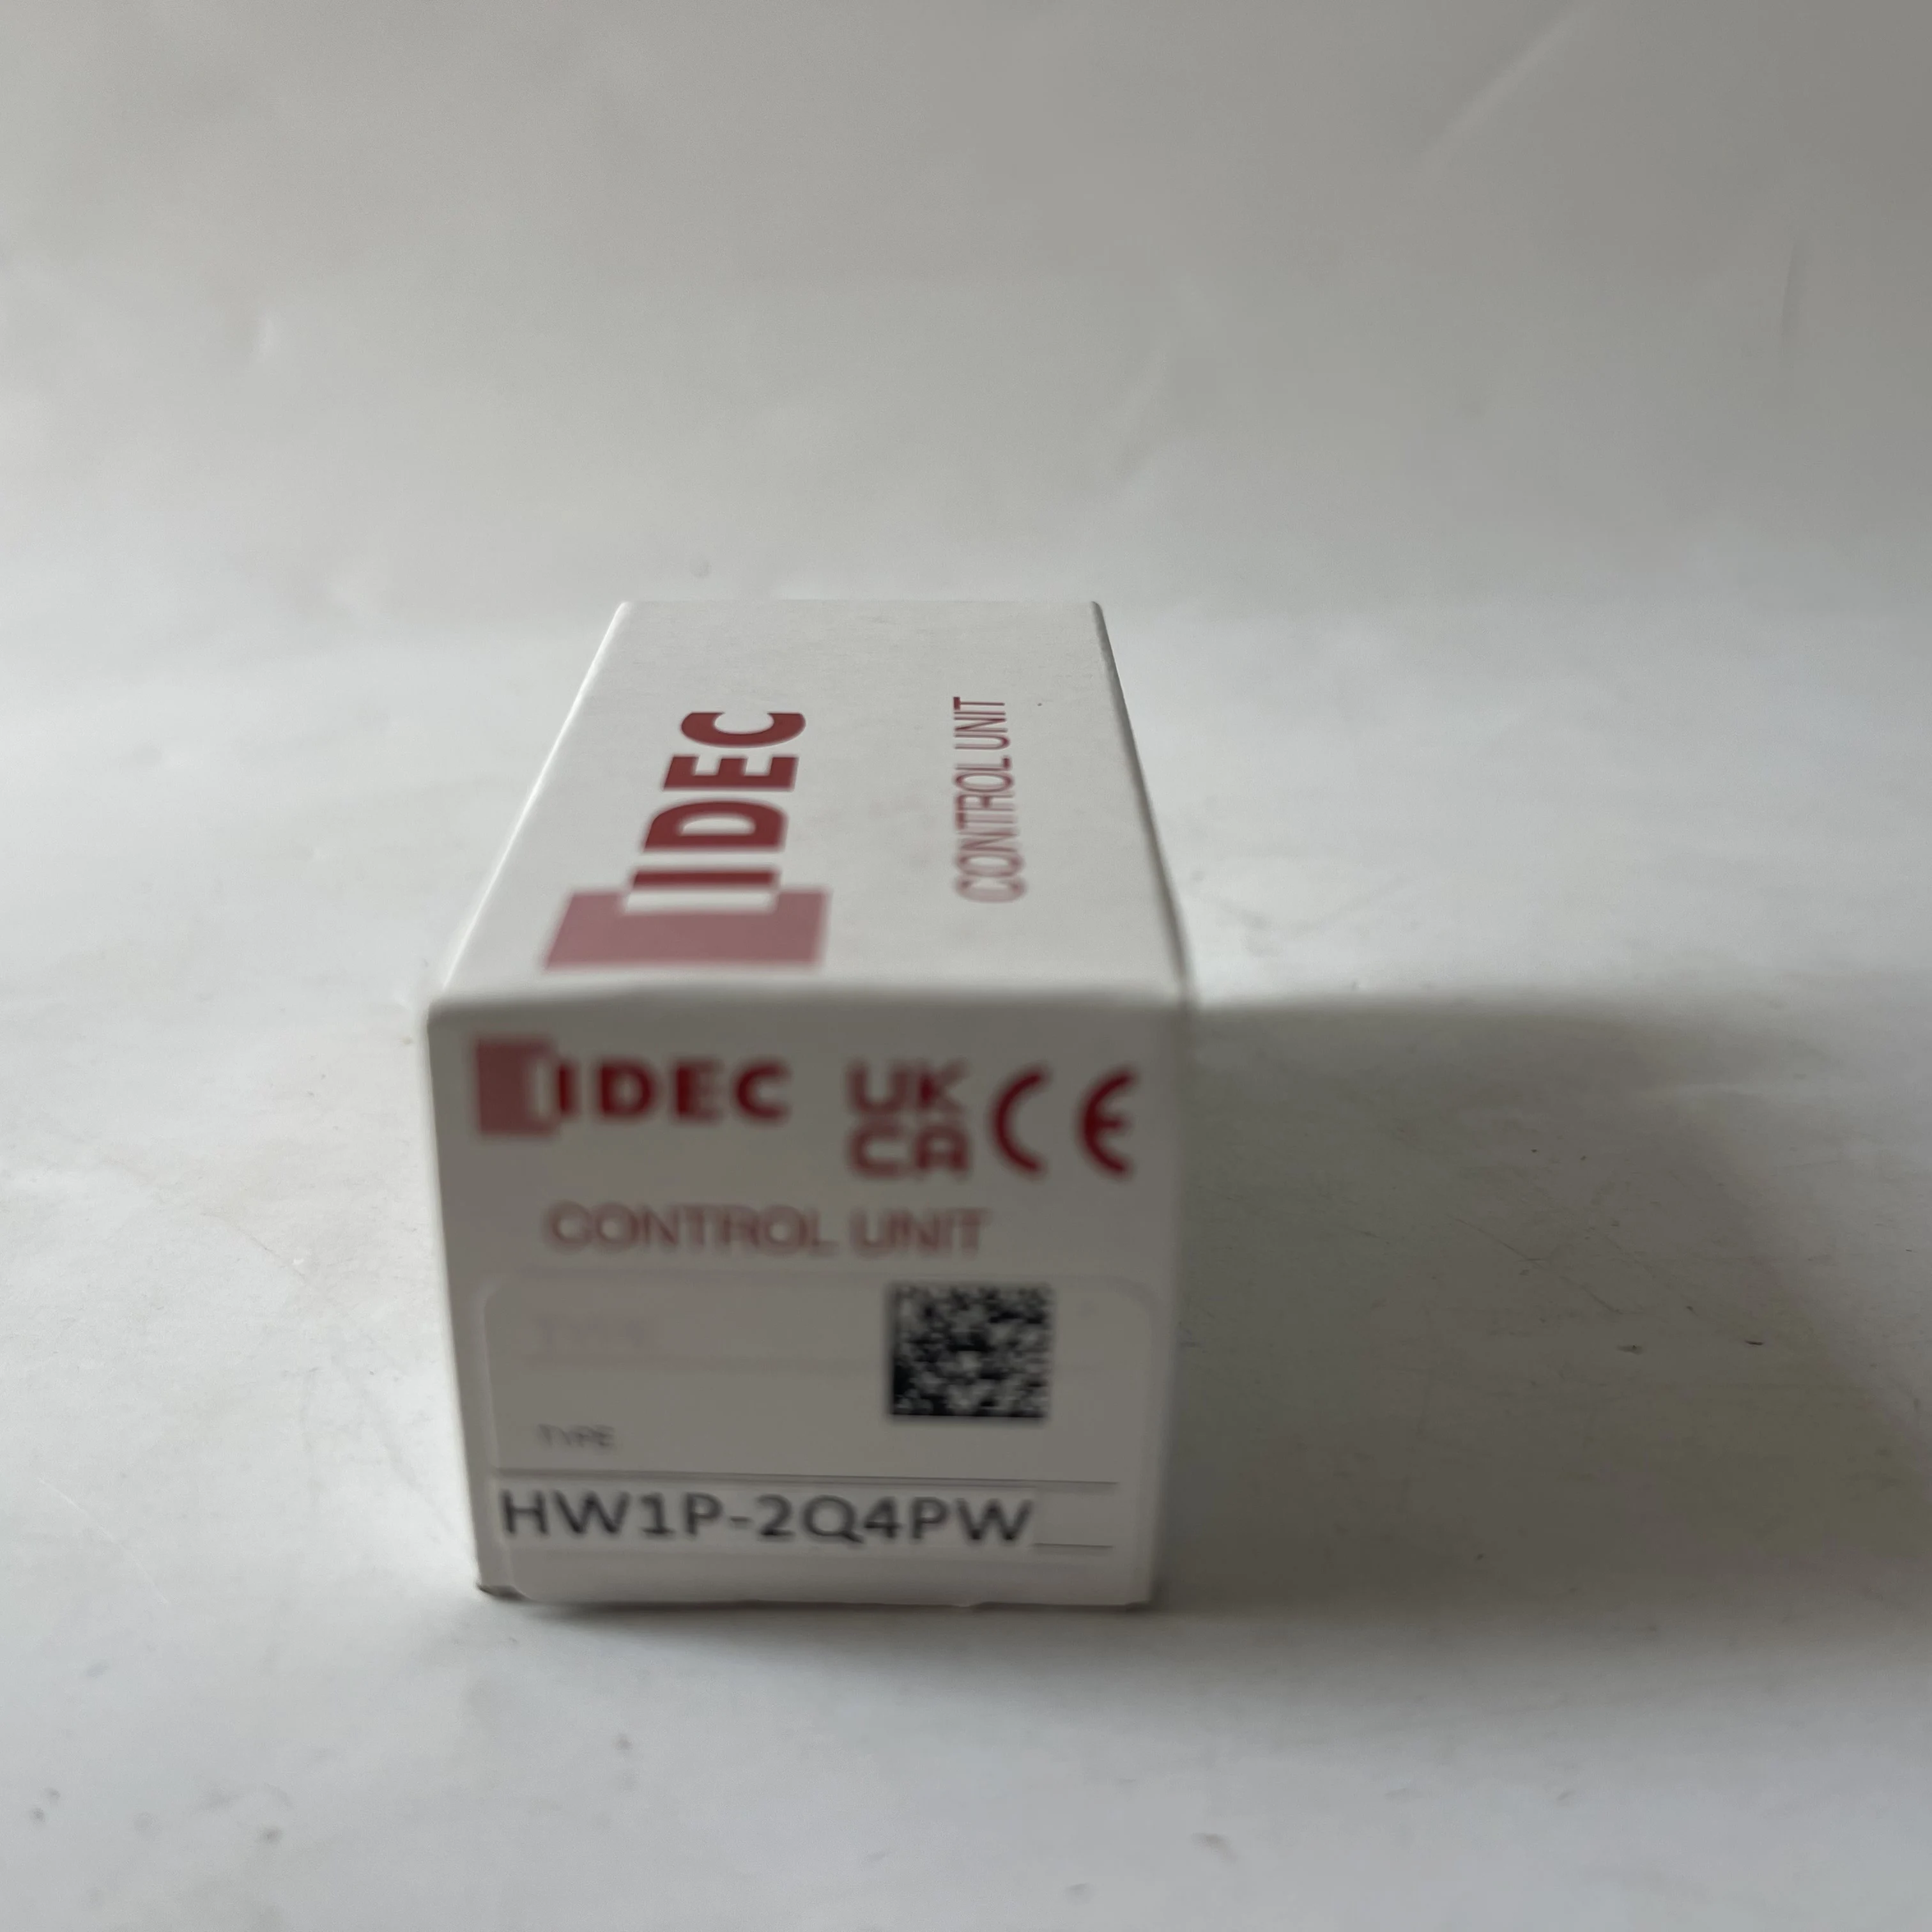 IDEC
CONTROL UNIT
IDEC UK CA CE
CONTROL UNIT
TYPE
HW1P-2Q4PW